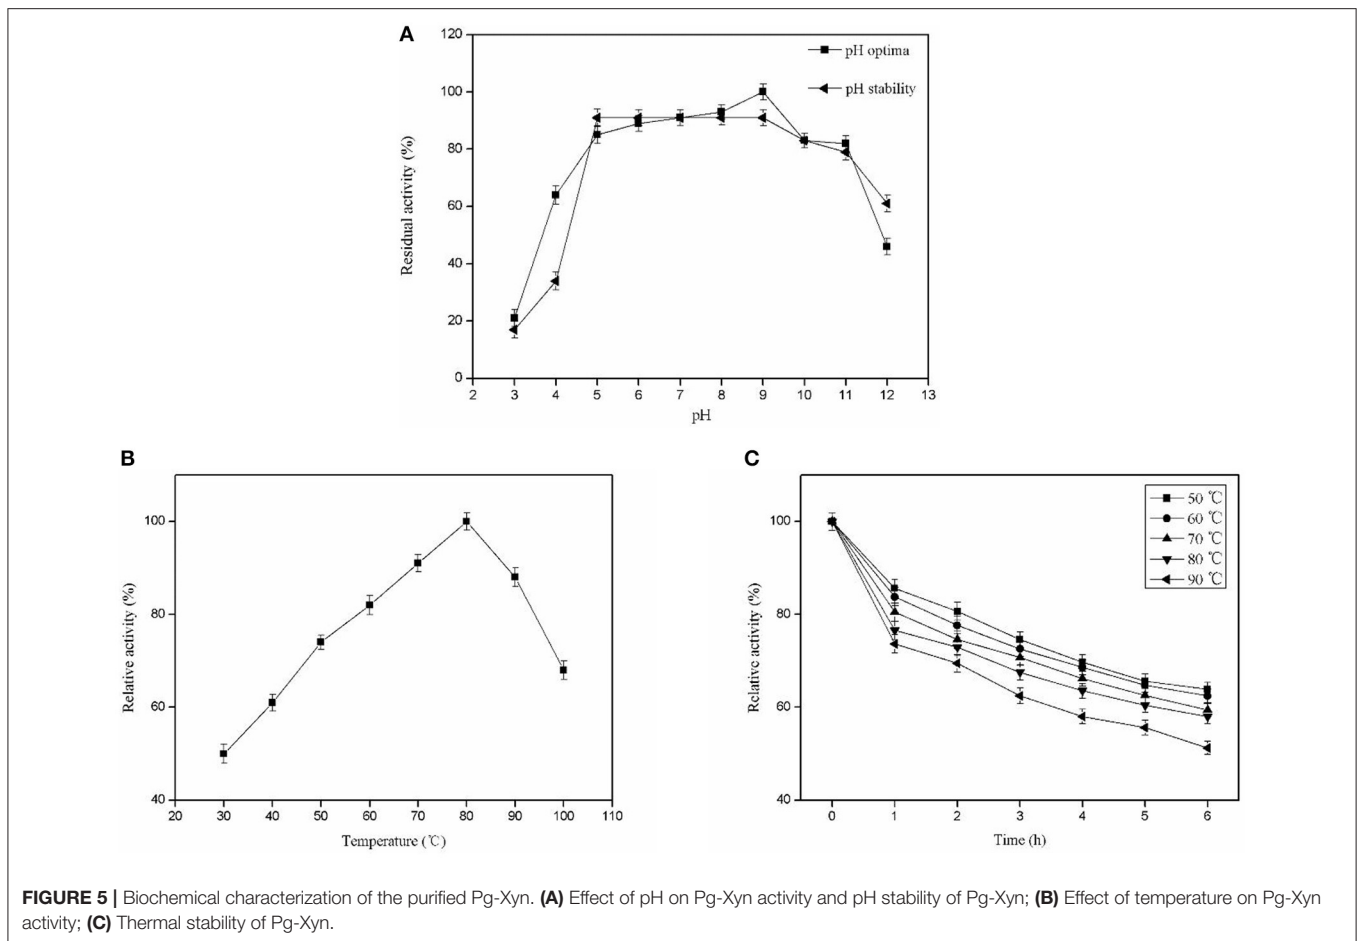 A
120
100
80
60
40
20
0
Residual activity (%)
pH optima
pH stability
2 3 4 5 6 7 8 9 10 11 12 13
pH
B
100
80
60
40
Relative activity (%)
20 30 40 50 60 70 80 90 100 110
Temperature (℃)
C
100
80
60
40
Relative activity (%)
50 ℃
60 ℃
70 ℃
80 ℃
90 ℃
0 1 2 3 4 5 6
Time (h)
FIGURE 5 | Biochemical characterization of the purified Pg-Xyn. (A) Effect of pH on Pg-Xyn activity and pH stability of Pg-Xyn; (B) Effect of temperature on Pg-Xyn
activity; (C) Thermal stability of Pg-Xyn.